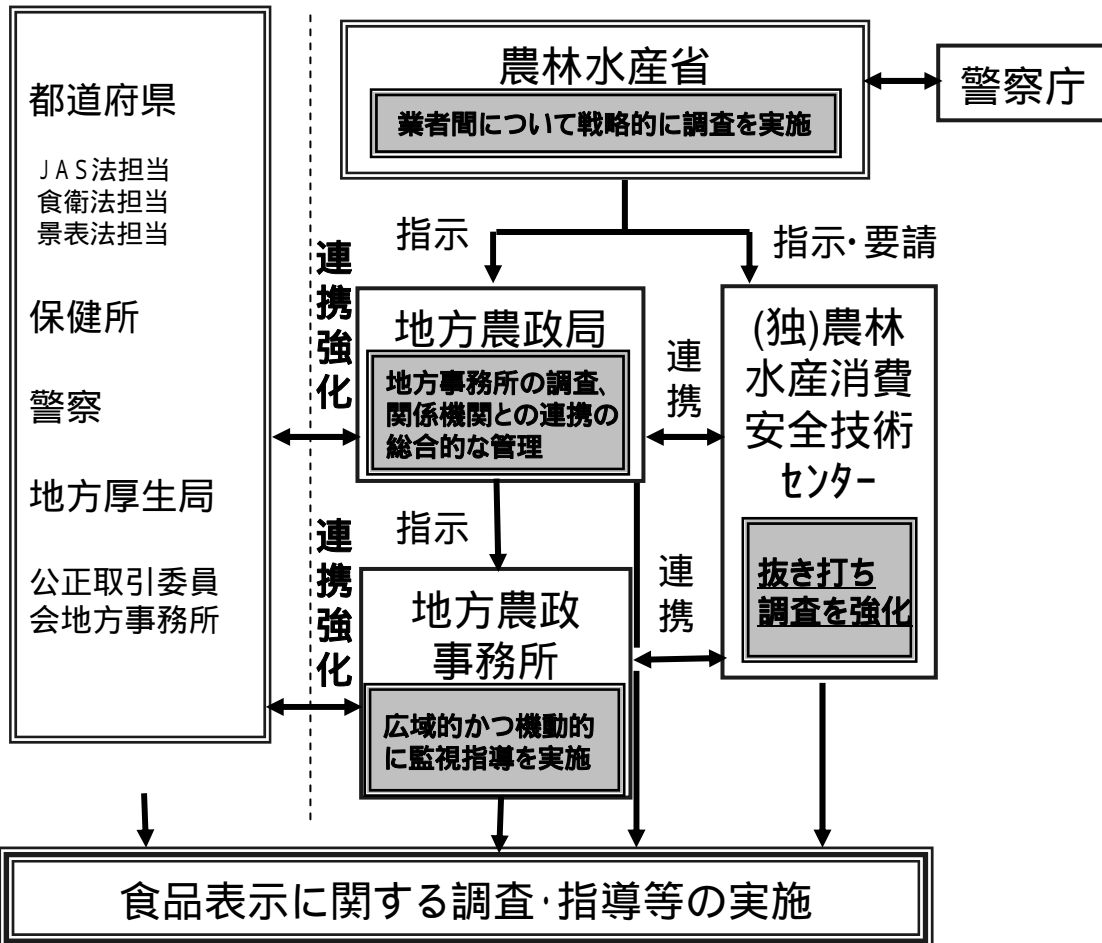 農林水産省
業者間について戦略的に調査を実施
警察庁
都道府県
JAS法担当
食衛法担当
景表法担当
保健所
警察
地方厚生局
公正取引委員
会地方事務所
連携強化
連携強化
指示
指示・要請
地方農政局
地方事務所の調査、
関係機関との連携の
総合的な管理
連携
(独)農林
水産消費
安全技術
センター
抜き打ち
調査を強化
指示
連携
地方農政
事務所
広域的かつ機動的
に監視指導を実施
食品表示に関する調査・指導等の実施